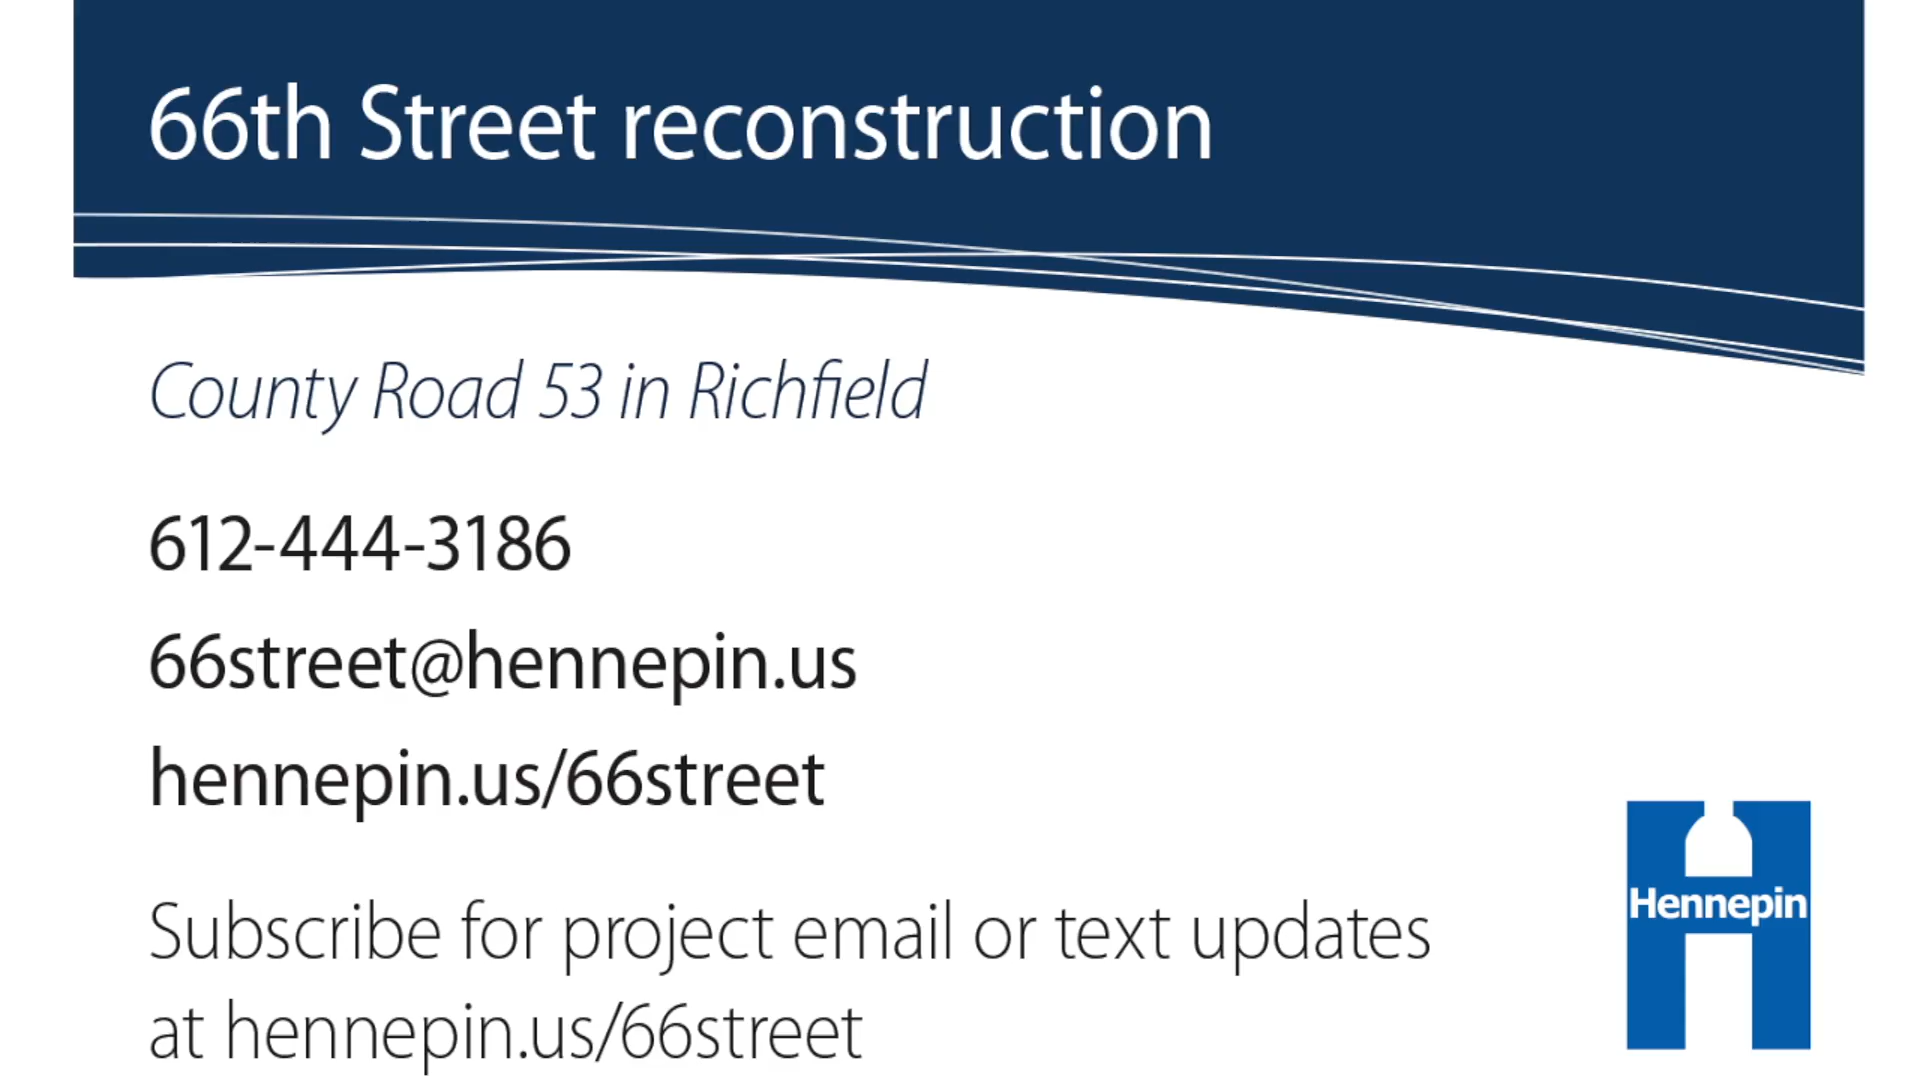 66th Street reconstruction
County Road 53 in Richfield
612-444-3186
66street@hennepin.us
hennepin.us/66street
Hennepin
Subscribe for project email or text updates
at hennepin.us/66street